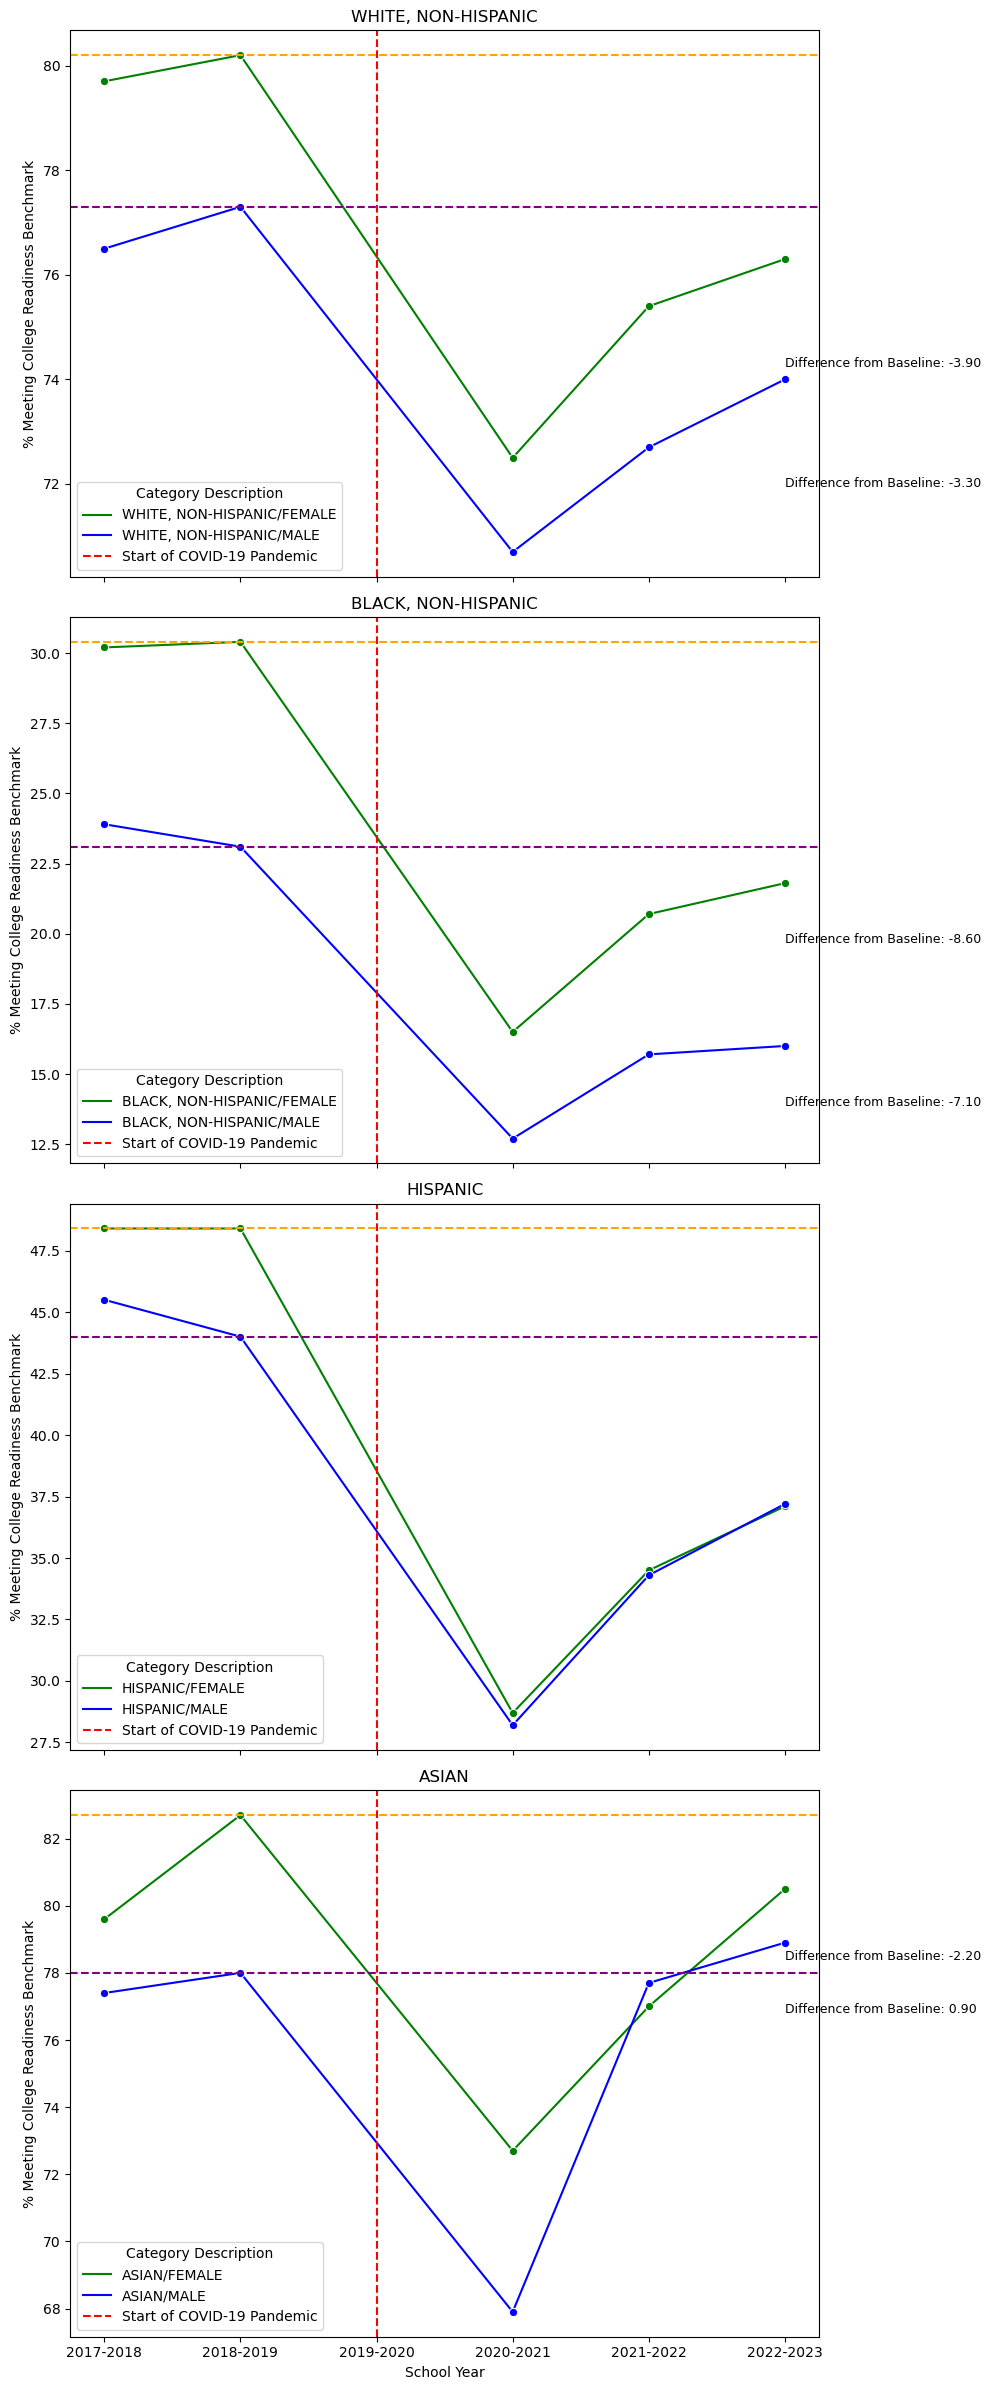 WHITE, NON-HISPANIC
80
78
76
74
72
% Meeting College Readiness Benchmark
Difference from Baseline: -3.90
Difference from Baseline: -3.30
Category Description
WHITE, NON-HISPANIC/FEMALE
WHITE, NON-HISPANIC/MALE
Start of COVID-19 Pandemic
BLACK, NON-HISPANIC
30.0
27.5
25.0
22.5
20.0
17.5
15.0
12.5
% Meeting College Readiness Benchmark
Difference from Baseline: -8.60
Difference from Baseline: -7.10
Category Description
BLACK, NON-HISPANIC/FEMALE
BLACK, NON-HISPANIC/MALE
Start of COVID-19 Pandemic
HISPANIC
47.5
45.0
42.5
40.0
37.5
35.0
32.5
30.0
27.5
% Meeting College Readiness Benchmark
Category Description
HISPANIC/FEMALE
HISPANIC/MALE
Start of COVID-19 Pandemic
ASIAN
82
80
78
76
74
72
70
68
% Meeting College Readiness Benchmark
Difference from Baseline: -2.20
Difference from Baseline: 0.90
Category Description
ASIAN/FEMALE
ASIAN/MALE
Start of COVID-19 Pandemic
2017-2018 2018-2019 2019-2020 2020-2021 2021-2022 2022-2023
School Year